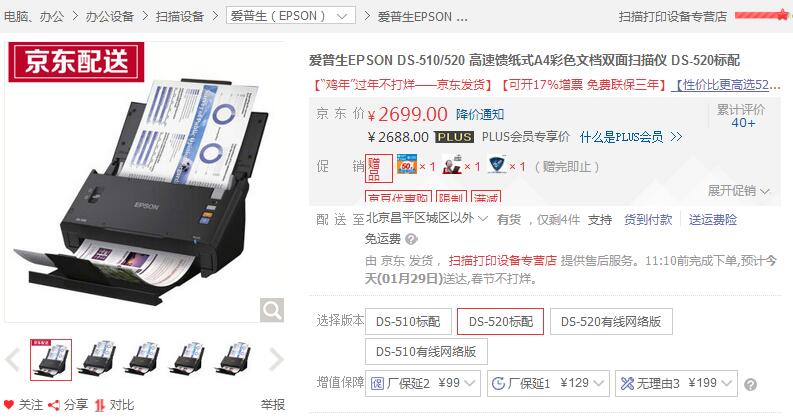 电脑、办公 > 办公设备 > 扫描设备 > 爱普生（EPSON） > 爱普生EPSON ...
扫描打印设备专营店
京东配送
爱普生EPSON DS-510/520 高速馈纸式A4彩色文档双面扫描仪 DS-520标配
【“鸡年”过年不打烊——京东发货】【可开17%增票 免费联保三年】【性价比更高选52...
京东价 ￥2699.00 降价通知
累计评价
40+
￥2688.00 PLUS PLUS会员专享价 什么是PLUS会员 >>
促销 赠品 × 1 × 1 × 1 （赠完即止）
京豆优惠购 限制 满减
展开促销
配送至 北京昌平区城区以外 有货 ，仅剩4件 支持 货到付款 送运费险
免运费
由 京东 发货， 扫描打印设备专营店 提供售后服务。11:10前完成下单,预计今
天(01月29日)送达,春节不打烊。
EPSON
选择版本 DS-510标配 DS-520标配 DS-520有线网络版
DS-510有线网络版
增值保障 厂保延2 ￥99 厂保延1 ￥129 无理由3 ￥199
关注 分享 对比 举报